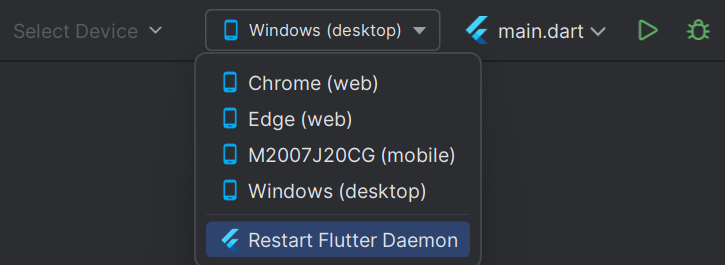 Select Device
Windows (desktop)
main.dart
Chrome (web)
Edge (web)
M2007J20CG (mobile)
Windows (desktop)
Restart Flutter Daemon